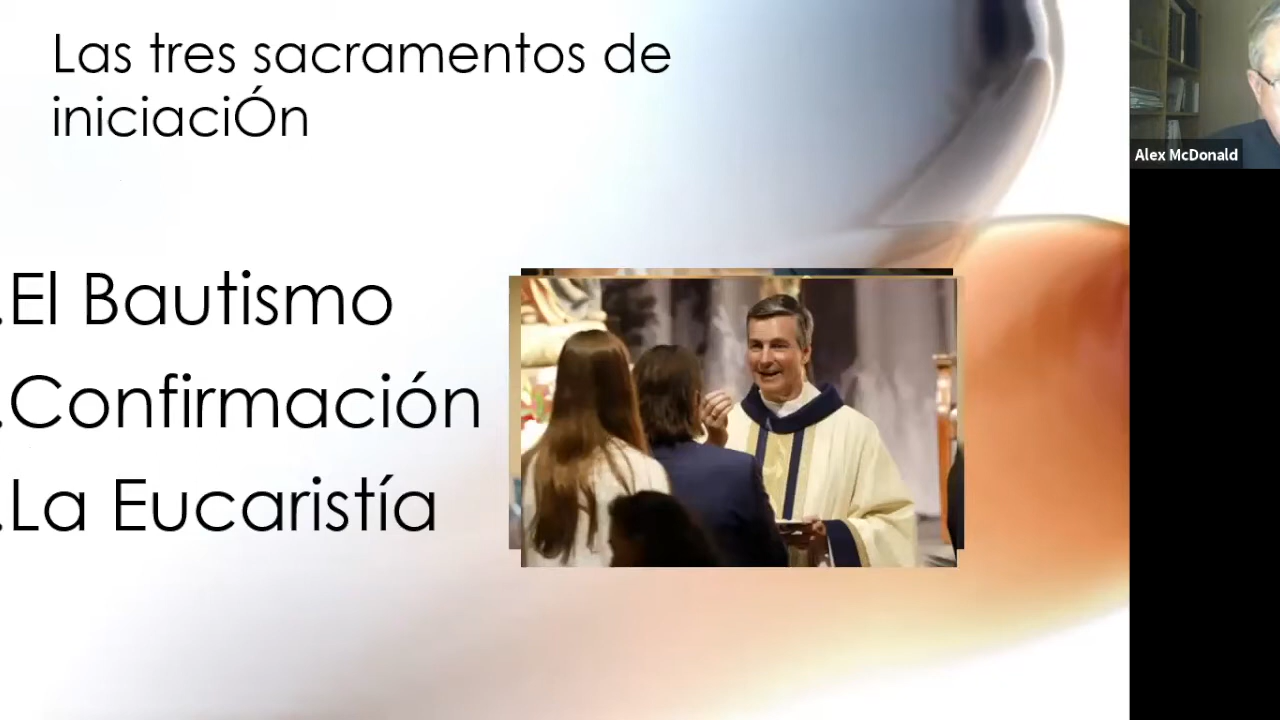 Las tres sacramentos de
iniciaciÓn
.El Bautismo
.Confirmación
.La Eucaristía
Alex McDonald